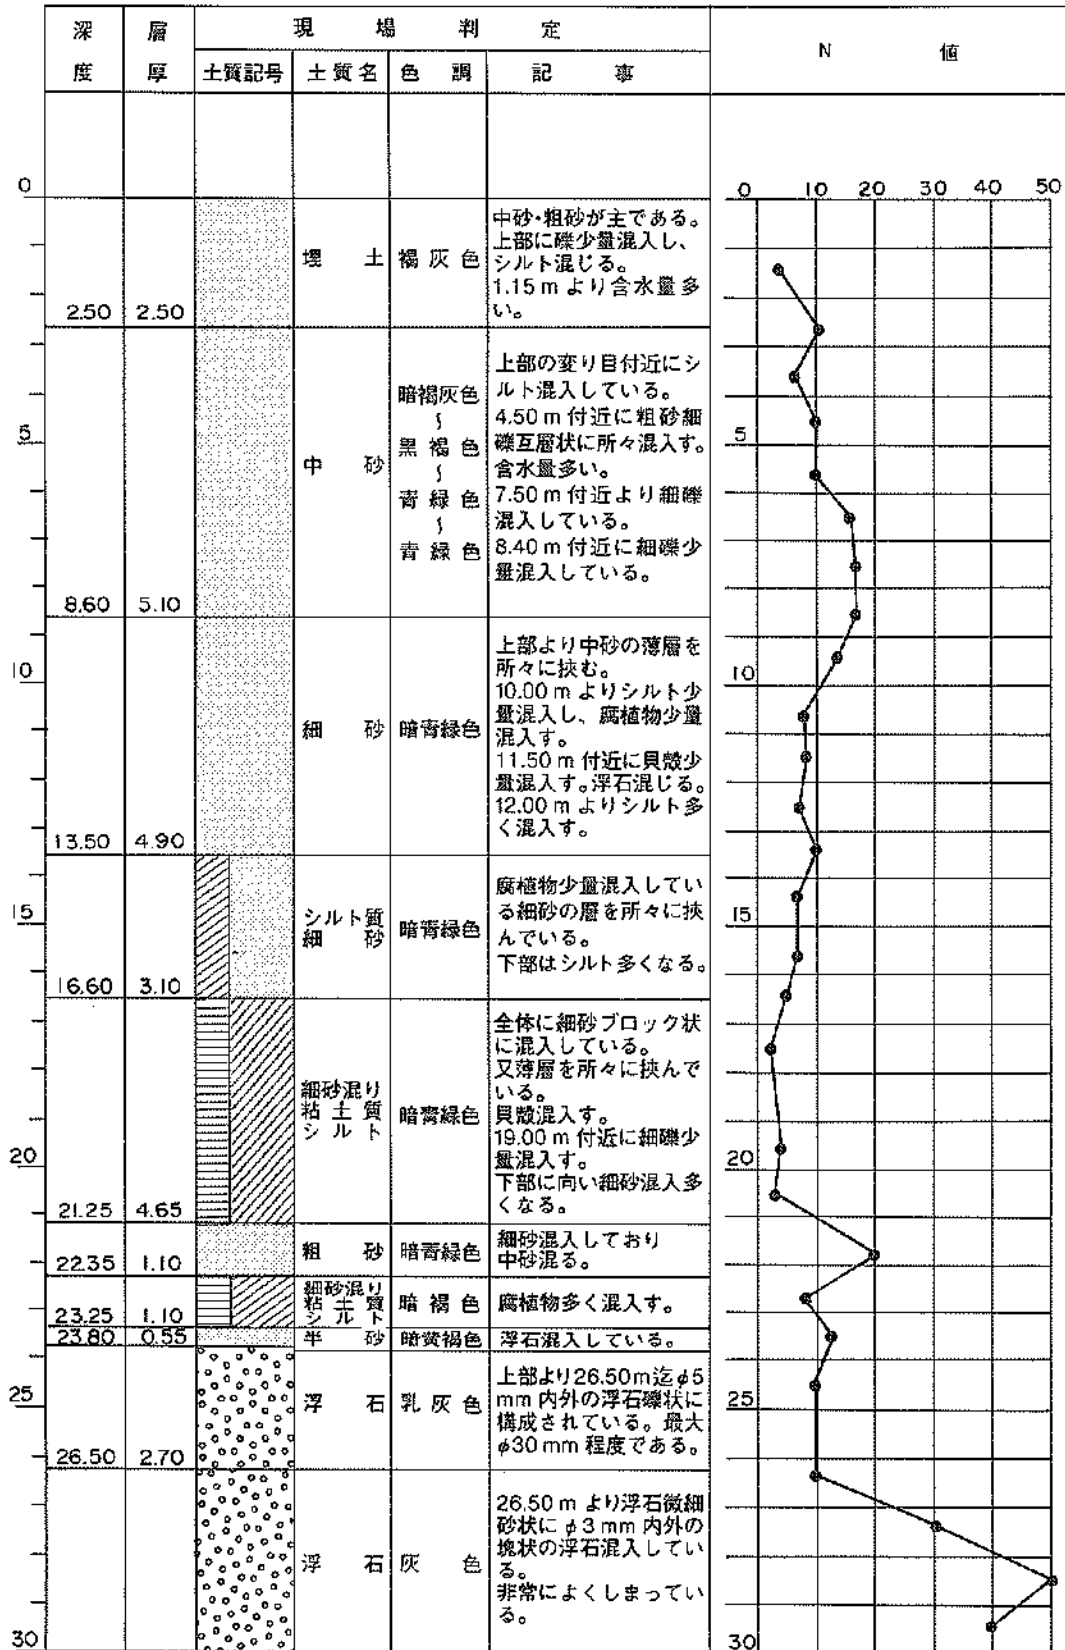 深度
層厚
現場判定
土質記号
土質名
色調
記事
N値
0
0 10 20 30 40 50
埋土
褐灰色
中砂・粗砂が主である。
上部に礫少量混入し、
シルト混じる。
1.15 m より含水量多
い。
2.50 2.50
中砂
暗褐灰色
〜
黒褐色
〜
青緑色
〜
青緑色
上部の変り目付近にシ
ルト混入している。
4.50 m 付近に粗砂細
礫互層状に所々混入す。
含水量多い。
7.50 m 付近より細礫
混入している。
8.40 m 付近に細礫少
量混入している。
5
5
8.60 5.10
細砂
暗青緑色
上部より中砂の薄層を
所々に挟む。
10.00 m よりシルト少
量混入し、腐植物少量
混入す。
11.50 m 付近に貝殻少
量混入す。浮石混じる。
12.00 m よりシルト多
く混入す。
10
10
13.50 4.90
シルト質
細砂
暗青緑色
腐植物少量混入してい
る細砂の層を所々に挟
んでいる。
下部はシルト多くなる。
15
15
16.60 3.10
細砂混り
粘土質
シルト
暗青緑色
全体に細砂ブロック状
に混入している。
又薄層を所々に挟んで
いる。
貝殻混入す。
19.00 m 付近に細礫少
量混入す。
下部に向い細砂混入多
くなる。
20
20
21.25 4.65
粗砂
暗青緑色
細砂混入しており
中砂混る。
22.35 1.10
細砂混り
粘土質
シルト
暗褐色
腐植物多く混入す。
23.25 1.10
半砂
暗黄褐色
浮石混入している。
23.80 0.55
浮石
乳灰色
上部より26.50m迄φ5
mm 内外の浮石礫状に
構成されている。最大
φ30 mm 程度である。
25
25
26.50 2.70
浮石
灰色
26.50 m より浮石微細
砂状に φ3 mm 内外の
塊状の浮石混入してい
る。
非常によくしまってい
る。
30
30